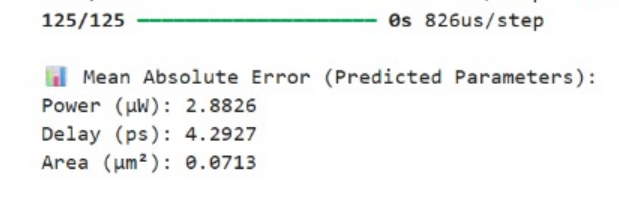 125/125 ━━━━━━━━━━━━━━━━━━━━ 0s 826us/step
📊 Mean Absolute Error (Predicted Parameters):
Power (µW): 2.8826
Delay (ps): 4.2927
Area (µm²): 0.0713